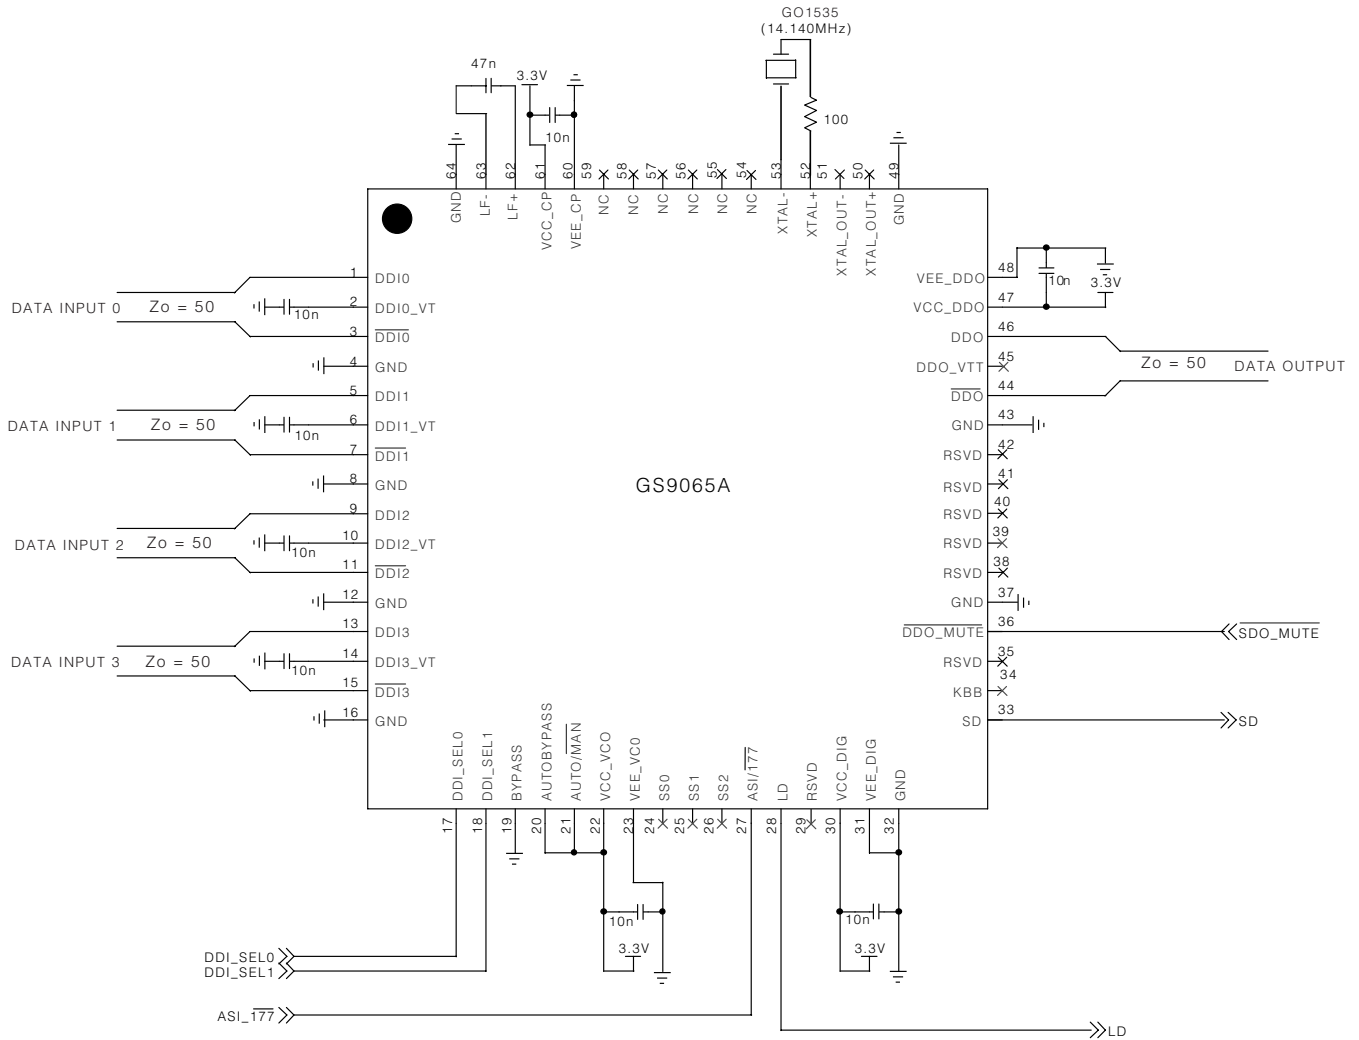 GO1535
(14.140MHz)
47n
3.3V
10n
100
64 63 62 61 60 59 58 57 56 55 54 53 52 51 50 49
GND LF- LF+ VCC_CP VEE_CP NC NC NC NC NC NC XTAL- XTAL+ XTAL_OUT- XTAL_OUT+ GND
1 DDI0
DATA INPUT 0 Zo = 50 10n 2 DDI0_VT
3 DDI0
4 GND
5 DDI1
DATA INPUT 1 Zo = 50 10n 6 DDI1_VT
7 DDI1
8 GND
9 DDI2
DATA INPUT 2 Zo = 50 10n 10 DDI2_VT
11 DDI2
12 GND
13 DDI3
DATA INPUT 3 Zo = 50 10n 14 DDI3_VT
15 DDI3
16 GND
GS9065A
VEE_DDO 48
10n 3.3V
VCC_DDO 47
DDO 46
DDO_VTT 45 Zo = 50 DATA OUTPUT
DDO 44
GND 43
RSVD 42
RSVD 41
RSVD 40
RSVD 39
RSVD 38
GND 37
DDO_MUTE 36 SDO_MUTE
RSVD 35
KBB 34
SD 33 SD
DDI_SEL0 DDI_SEL1 BYPASS AUTOBYPASS AUTO/MAN VCC_VCO VEE_VC0 SS0 SS1 SS2 ASI/177 LD RSVD VCC_DIG VEE_DIG GND
17 18 19 20 21 22 23 24 25 26 27 28 29 30 31 32
10n 10n
3.3V 3.3V
DDI_SEL0
DDI_SEL1
ASI_177
LD